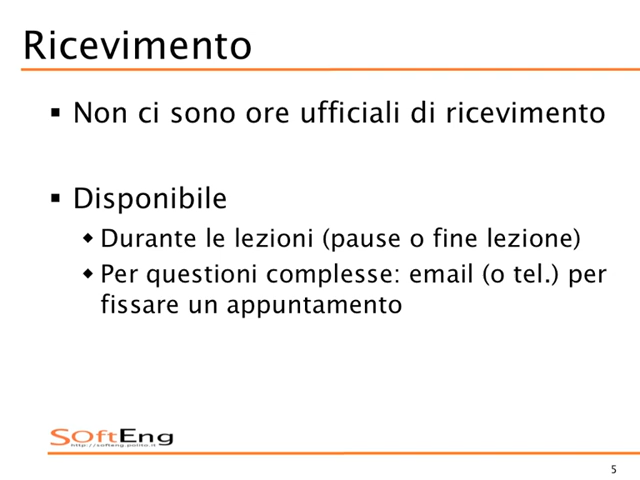 Ricevimento
▪ Non ci sono ore ufficiali di ricevimento
▪ Disponibile
◆ Durante le lezioni (pause o fine lezione)
◆ Per questioni complesse: email (o tel.) per
fissare un appuntamento
SOftEng
http://softeng.polito.it
5